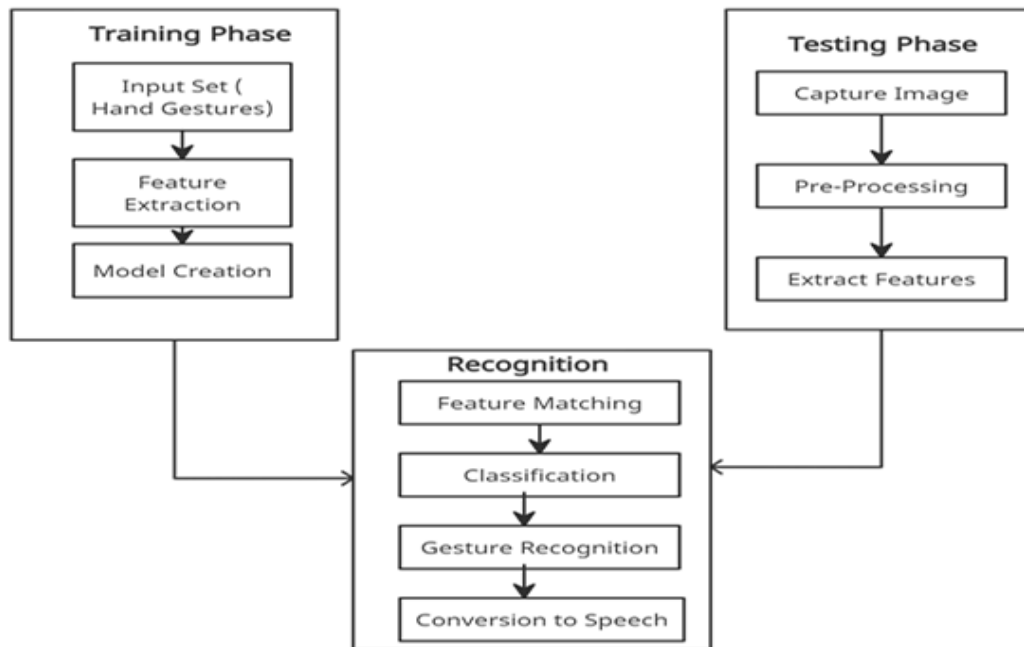 Training Phase
Input Set (
Hand Gestures)
Feature
Extraction
Model Creation
Testing Phase
Capture Image
Pre-Processing
Extract Features
Recognition
Feature Matching
Classification
Gesture Recognition
Conversion to Speech